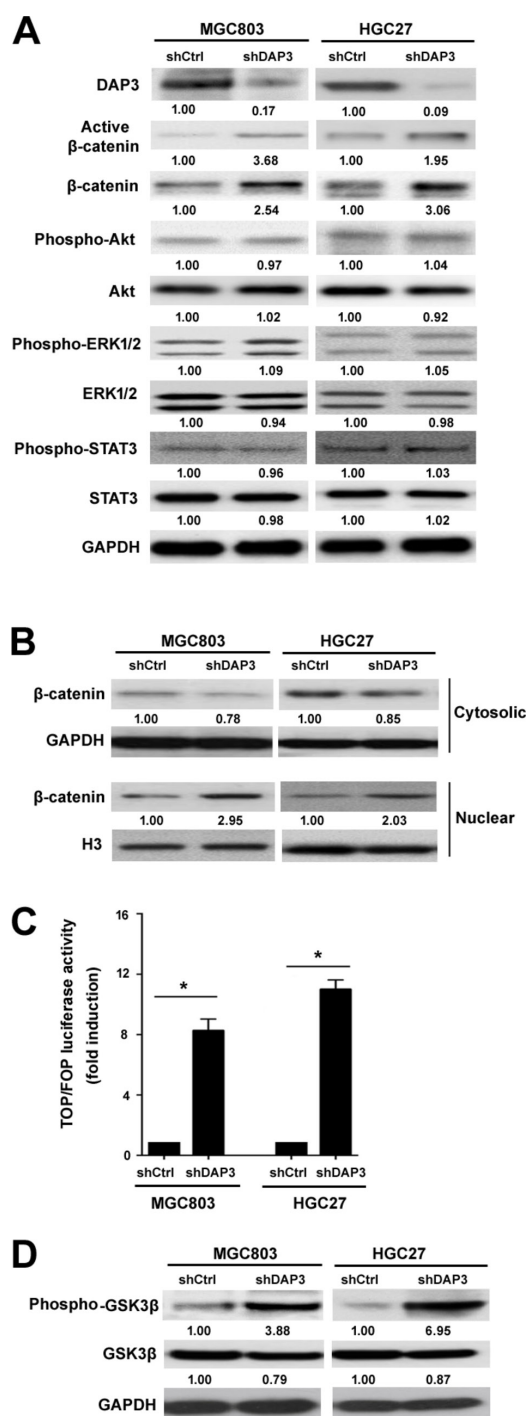 A
MGC803 HGC27
shCtrl shDAP3 shCtrl shDAP3
DAP3
1.00 0.17 1.00 0.09
Active
β-catenin
1.00 3.68 1.00 1.95
β-catenin
1.00 2.54 1.00 3.06
Phospho-Akt
1.00 0.97 1.00 1.04
Akt
1.00 1.02 1.00 0.92
Phospho-ERK1/2
1.00 1.09 1.00 1.05
ERK1/2
1.00 0.94 1.00 0.98
Phospho-STAT3
1.00 0.96 1.00 1.03
STAT3
1.00 0.98 1.00 1.02
GAPDH
B
MGC803 HGC27
shCtrl shDAP3 shCtrl shDAP3
β-catenin
1.00 0.78 1.00 0.85
Cytosolic
GAPDH
β-catenin
1.00 2.95 1.00 2.03
Nuclear
H3
C
TOP/FOP luciferase activity
(fold induction)
16
12
8
4
0
* *
shCtrl shDAP3 shCtrl shDAP3
MGC803 HGC27
D
MGC803 HGC27
shCtrl shDAP3 shCtrl shDAP3
Phospho-GSK3β
1.00 3.88 1.00 6.95
GSK3β
1.00 0.79 1.00 0.87
GAPDH